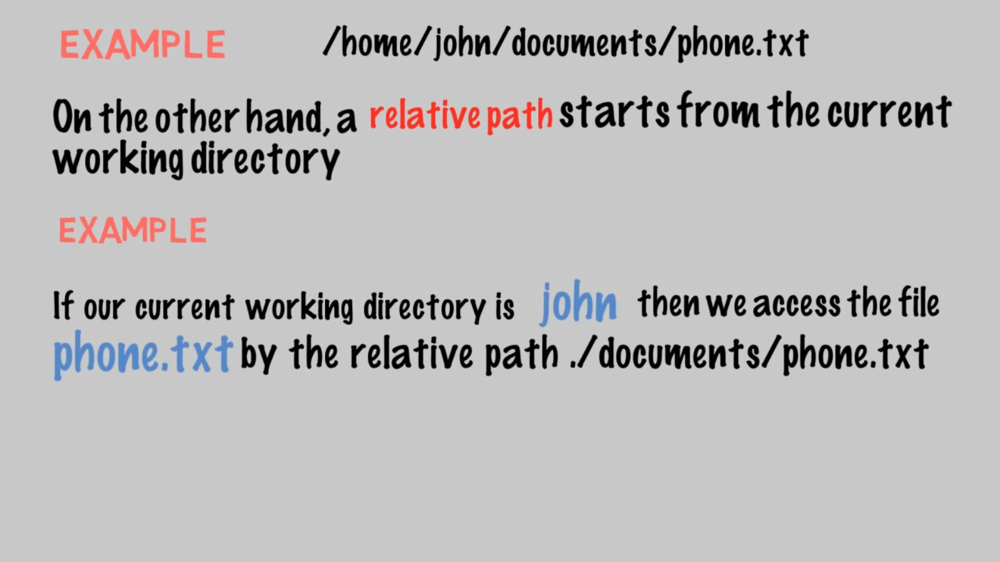 EXAMPLE /home/john/documents/phone.txt
On the other hand, a relative path starts from the current
working directory
EXAMPLE
If our current working directory is john then we access the file
phone.txt by the relative path ./documents/phone.txt